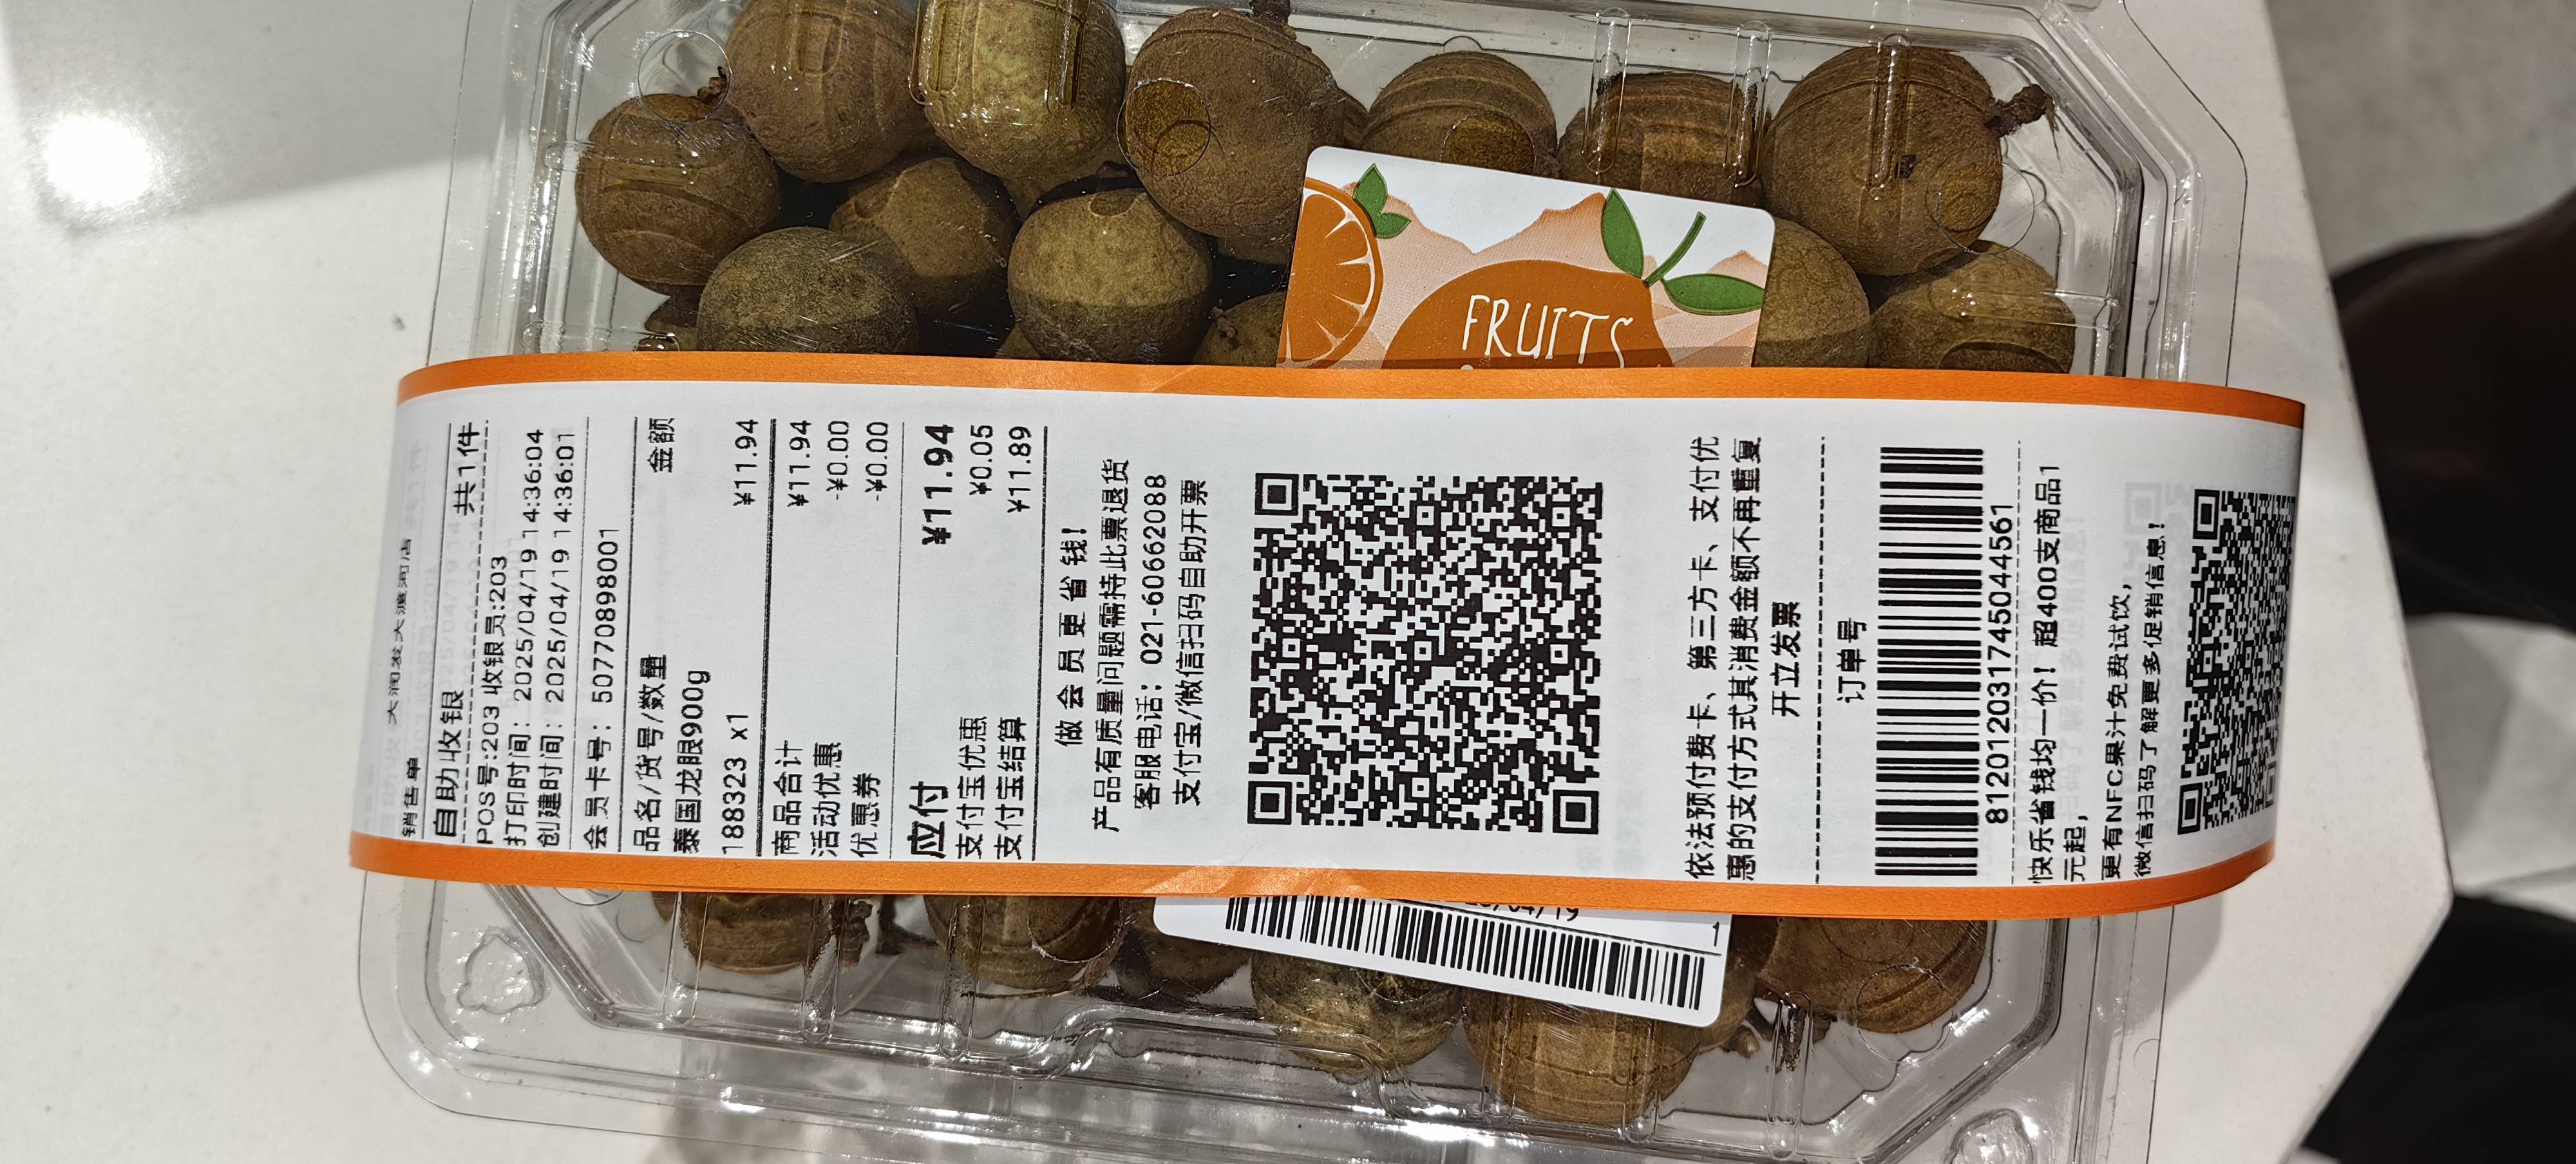 大润发大渡河店
销售单
自助收银 共1件
POS号:203 收银员:203
打印时间: 2025/04/19 14:36:04
创建时间: 2025/04/19 14:36:01
会员卡号: 5077089898001
品名/货号/数量 金额
泰国龙眼900g
188323 x1 ¥11.94
商品合计 ¥11.94
活动优惠 -¥0.00
优惠券 -¥0.00
应付 ¥11.94
支付宝优惠 ¥0.05
支付宝结算 ¥11.89
做会员更省钱!
产品有质量问题需持此票退货
客服电话: 021-60662088
支付宝/微信扫码自助开票
依法预付费卡、第三方卡、支付优
惠的支付方式其消费金额不再重复
开立发票
订单号
812012031745044561
快乐省钱均一价! 超400支商品1
元起,
更有NFC果汁免费试饮,
微信扫码了解更多促销信息!
FRUITS
04/19